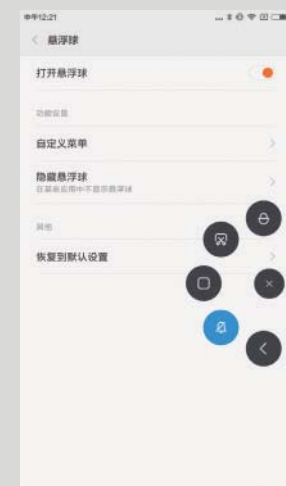 中午12:21
悬浮球
打开悬浮球
功能设置
自定义菜单
隐藏悬浮球
在某些应用中不显示悬浮球
其他
恢复到默认设置